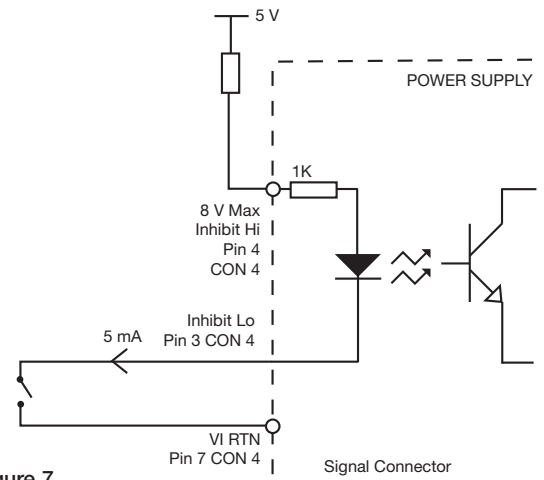 5 V
POWER SUPPLY
1K
8 V Max
Inhibit Hi
Pin 4
CON 4
Inhibit Lo
5 mA
Pin 3 CON 4
VI RTN
Pin 7 CON 4
Signal Connector